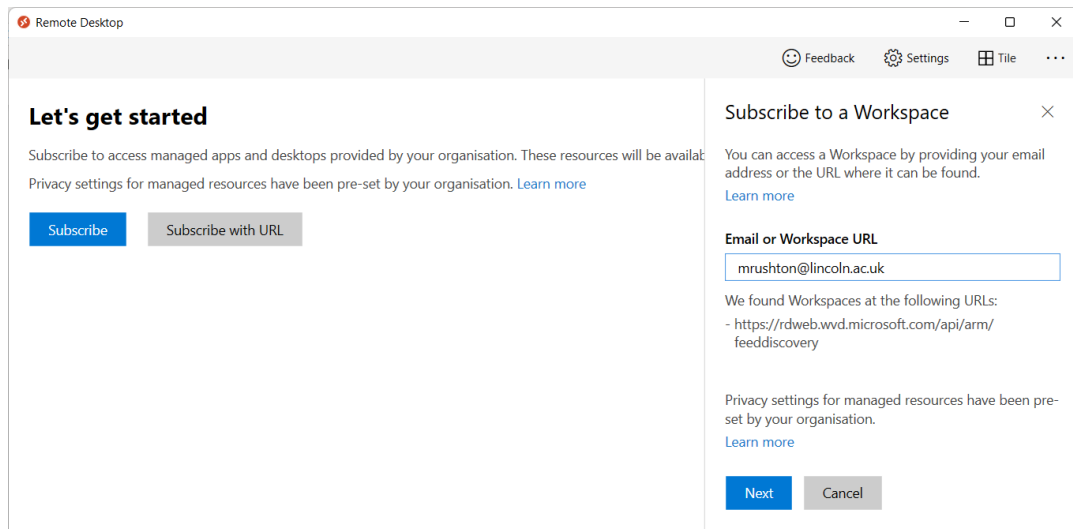 Remote Desktop
Feedback
Settings
Tile
Let's get started
Subscribe to access managed apps and desktops provided by your organisation. These resources will be availab
Privacy settings for managed resources have been pre-set by your organisation. Learn more
Subscribe
Subscribe with URL
Subscribe to a Workspace
You can access a Workspace by providing your email
address or the URL where it can be found.
Learn more
Email or Workspace URL
mrushton@lincoln.ac.uk
We found Workspaces at the following URLs:
- https://rdweb.wvd.microsoft.com/api/arm/
feeddiscovery
Privacy settings for managed resources have been pre-
set by your organisation.
Learn more
Next
Cancel